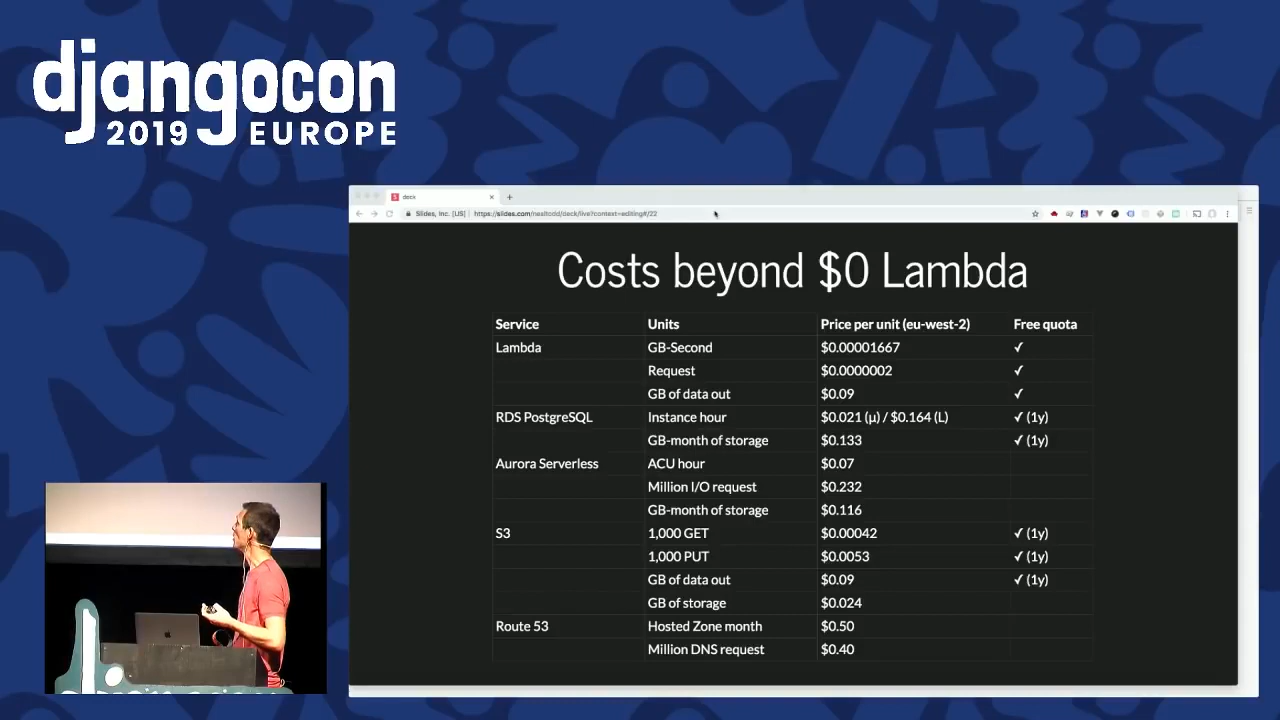 djangocon
2019 EUROPE
deck
Slides, Inc. [US] | https://slides.com/nealtodd/deck/live?context=editing#/22
Costs beyond $0 Lambda
Service Units Price per unit (eu-west-2) Free quota
Lambda GB-Second $0.00001667 ✓
Request $0.0000002 ✓
GB of data out $0.09 ✓
RDS PostgreSQL Instance hour $0.021 (µ) / $0.164 (L) ✓ (1y)
GB-month of storage $0.133 ✓ (1y)
Aurora Serverless ACU hour $0.07
Million I/O request $0.232
GB-month of storage $0.116
S3 1,000 GET $0.00042 ✓ (1y)
1,000 PUT $0.0053 ✓ (1y)
GB of data out $0.09 ✓ (1y)
GB of storage $0.024
Route 53 Hosted Zone month $0.50
Million DNS request $0.40